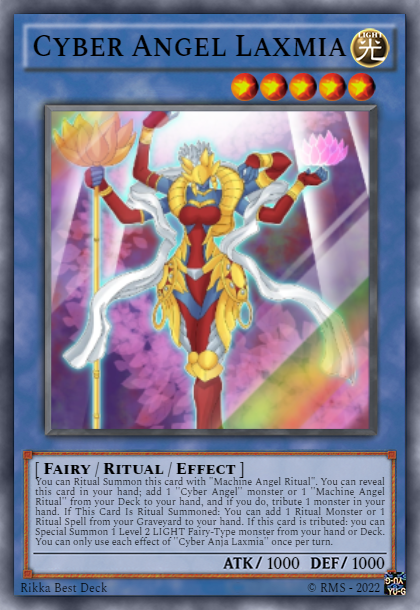 CYBER ANGEL LAXMIA
LIGHT
光
[ FAIRY / RITUAL / EFFECT ]
You can Ritual Summon this card with "Machine Angel Ritual". You can reveal
this card in your hand; add 1 "Cyber Angel" monster or 1 "Machine Angel
Ritual" from your Deck to your hand, and if you do, tribute 1 monster in your
hand. If This Card Is Ritual Summoned: You can add 1 Ritual Monster or 1
Ritual Spell from your Graveyard to your hand. If this card is tributed: you can
Special Summon 1 Level 2 LIGHT Fairy-Type monster from your hand or Deck.
You can only use each effect of "Cyber Anja Laxmia" once per turn.
ATK / 1000 DEF / 1000
Rikka Best Deck
© RMS - 2022